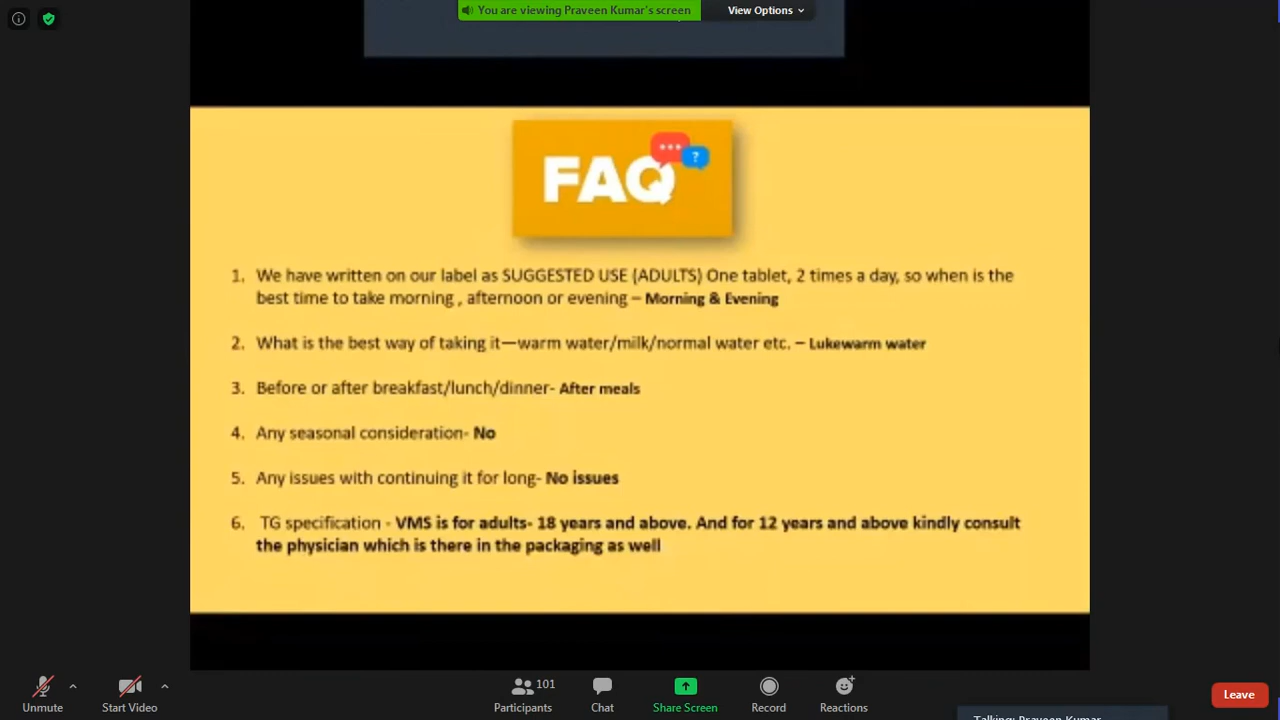 You are viewing Praveen Kumar's screen
View Options
FAQ
?
1. We have written on our label as SUGGESTED USE (ADULTS) One tablet, 2 times a day, so when is the
best time to take morning , afternoon or evening – Morning & Evening
2. What is the best way of taking it—warm water/milk/normal water etc. – Lukewarm water
3. Before or after breakfast/lunch/dinner- After meals
4. Any seasonal consideration- No
5. Any issues with continuing it for long- No issues
6. TG specification - VMS is for adults- 18 years and above. And for 12 years and above kindly consult
the physician which is there in the packaging as well
101
Unmute
Start Video
Participants
Chat
Share Screen
Record
Reactions
Leave
Talking: Praveen Kumar